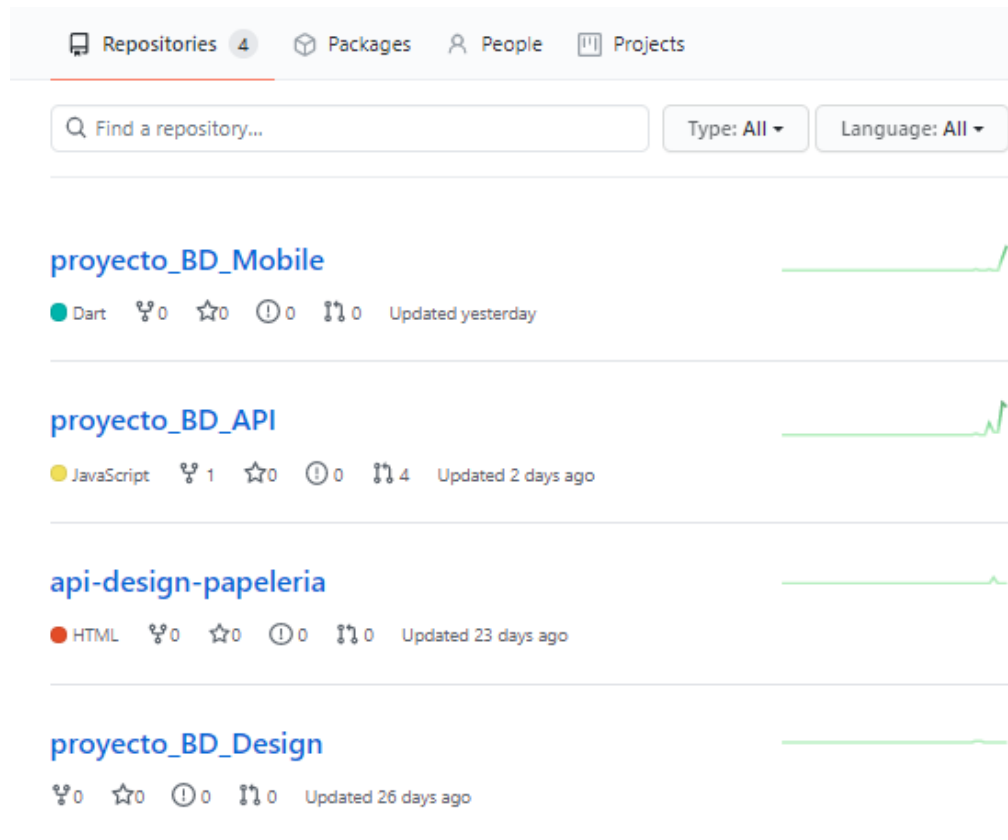 Repositories 4 Packages People Projects
Find a repository... Type: All Language: All
proyecto_BD_Mobile
Dart 0 0 0 0 Updated yesterday
proyecto_BD_API
JavaScript 1 0 0 4 Updated 2 days ago
api-design-papeleria
HTML 0 0 0 0 Updated 23 days ago
proyecto_BD_Design
0 0 0 0 Updated 26 days ago